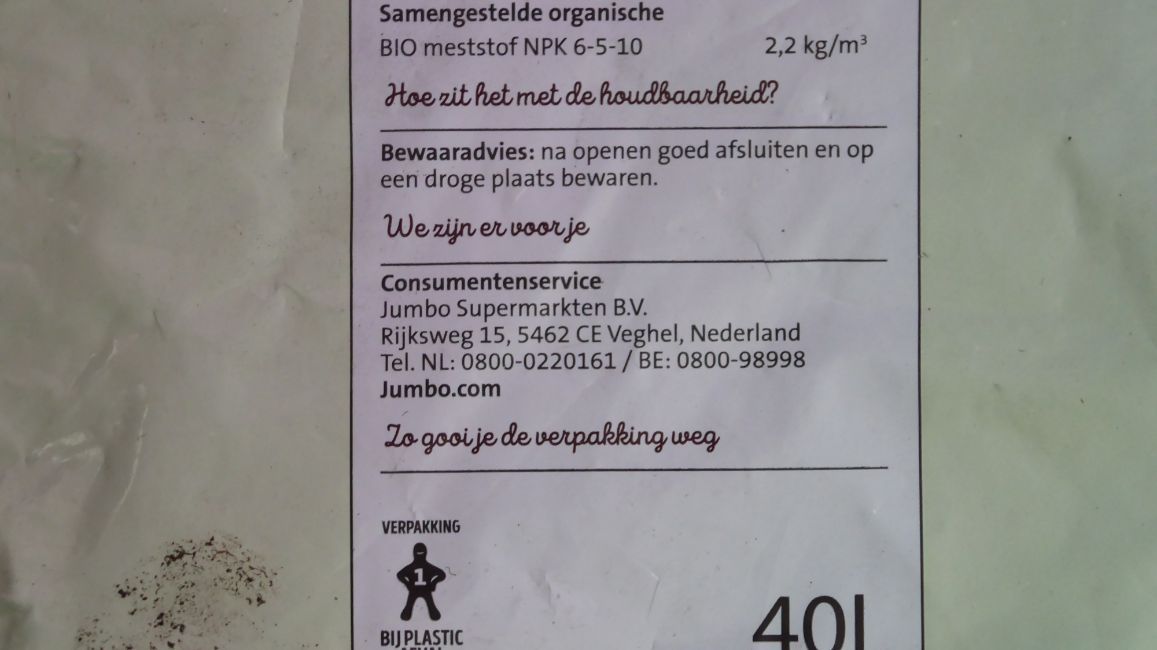 Samengestelde organische
BIO meststof NPK 6-5-10 2,2 kg/m³
Hoe zit het met de houdbaarheid?
Bewaaradvies: na openen goed afsluiten en op
een droge plaats bewaren.
We zijn er voor je
Consumentenservice
Jumbo Supermarkten B.V.
Rijksweg 15, 5462 CE Veghel, Nederland
Tel. NL: 0800-0220161 / BE: 0800-98998
Jumbo.com
Zo gooi je de verpakking weg
VERPAKKING
1
BIJ PLASTIC
40l